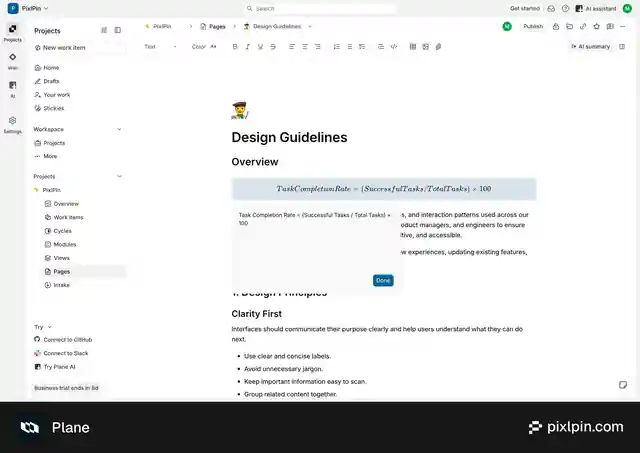 P PixlPin
Search
Get started
AI assistant
M
Projects
Wiki
AI
Settings
Projects
New work item
Home
Drafts
Your work
Stickies
Workspace
Projects
More
Projects
PixlPin
Overview
Work items
Cycles
Modules
Views
Pages
Intake
Try
Connect to GitHub
Connect to Slack
Try Plane AI
Business trial ends in 8d
PixlPin > Pages > Design Guidelines
M Publish
Text Color Aa B I U S
AI summary
Design Guidelines
Overview
TaskCompletionRate = (SuccessfulTasks/TotalTasks) × 100
Task Completion Rate = (Successful Tasks / Total Tasks) ×
100
Done
es, and interaction patterns used across our
roduct managers, and engineers to ensure
itive, and accessible.
ew experiences, updating existing features,
1. Design Principles
Clarity First
Interfaces should communicate their purpose clearly and help users understand what they can do
next.
• Use clear and concise labels.
• Avoid unnecessary jargon.
• Keep important information easy to scan.
• Group related content together.
Plane
pixlpin.com